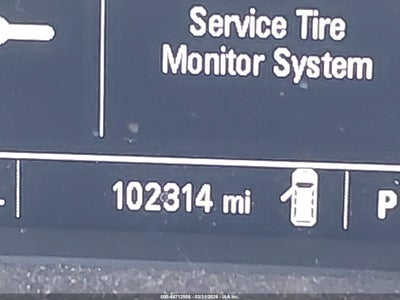 Service Tire
Monitor System
102314 mi
P